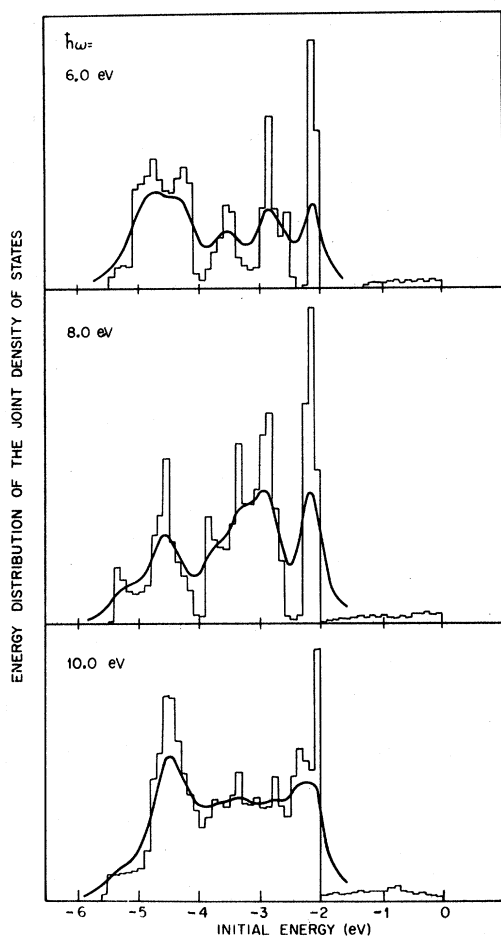 ENERGY DISTRIBUTION OF THE JOINT DENSITY OF STATES
ħω=
6.0 eV
8.0 eV
10.0 eV
-6 -5 -4 -3 -2 -1 0
INITIAL ENERGY (eV)